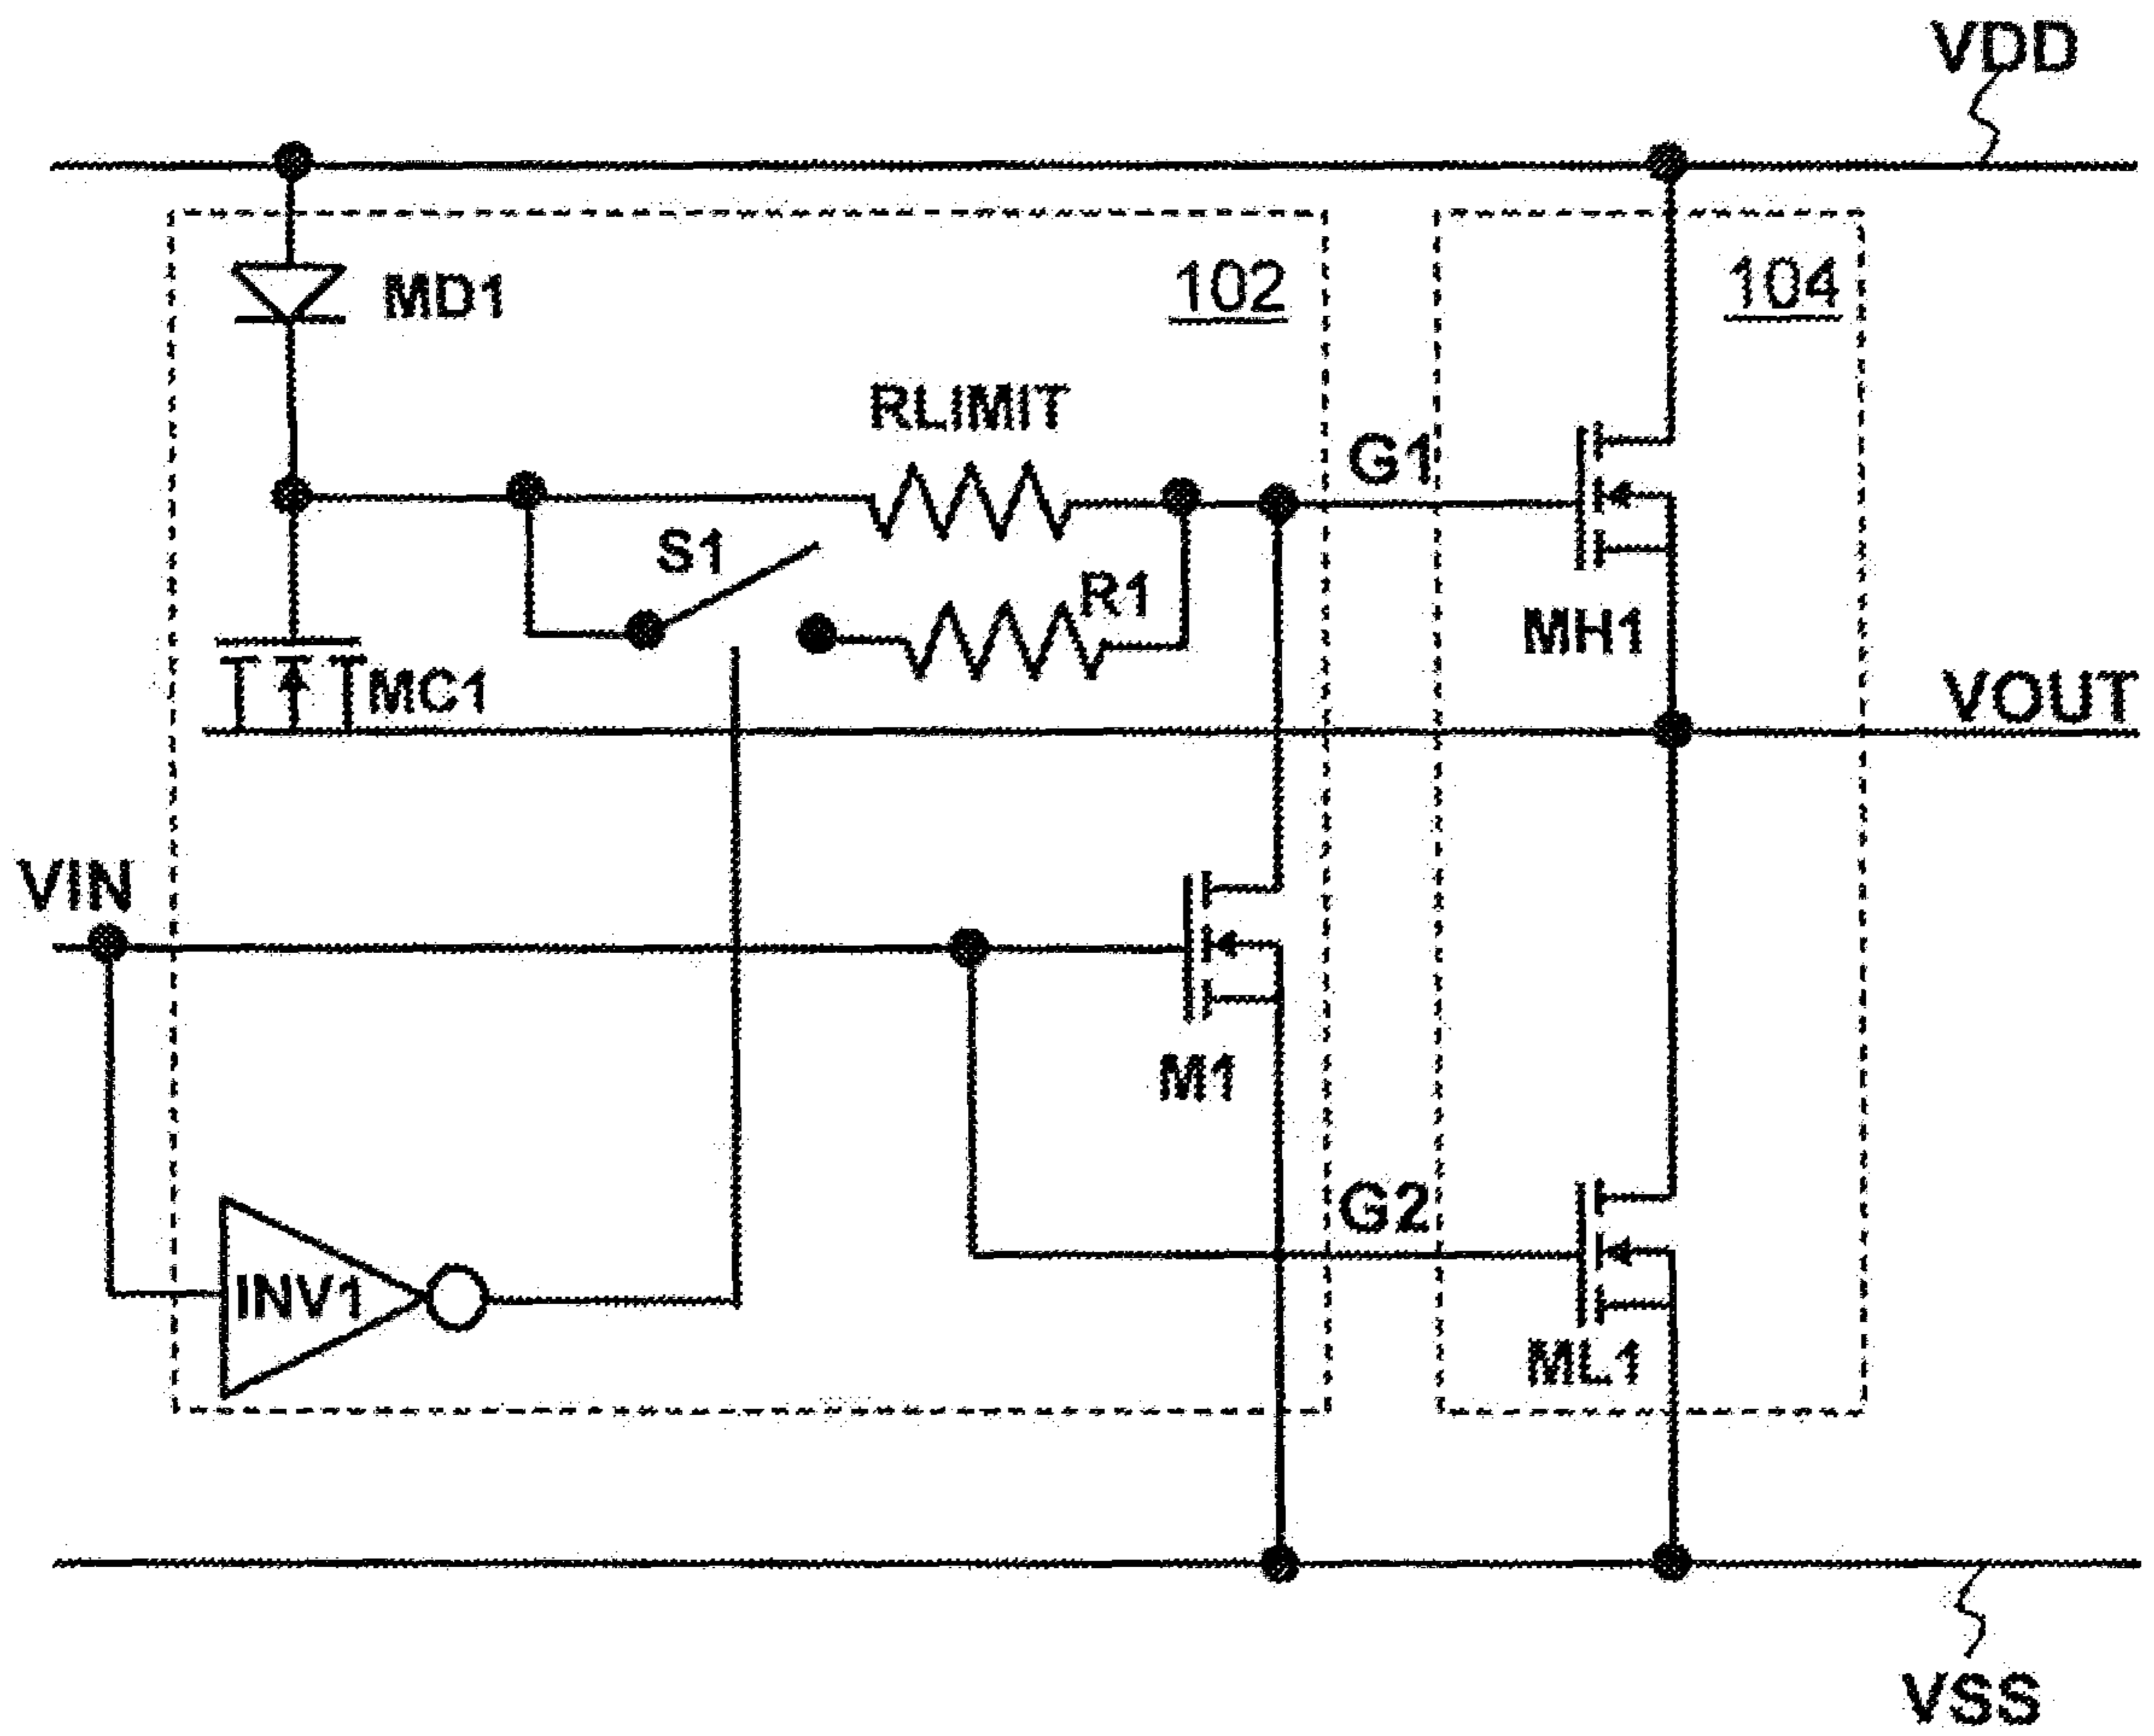 VDD
MD1
102
104
RLIMIT
G1
S1
R1
MH1
MC1
VOUT
VIN
M1
G2
INV1
ML1
VSS